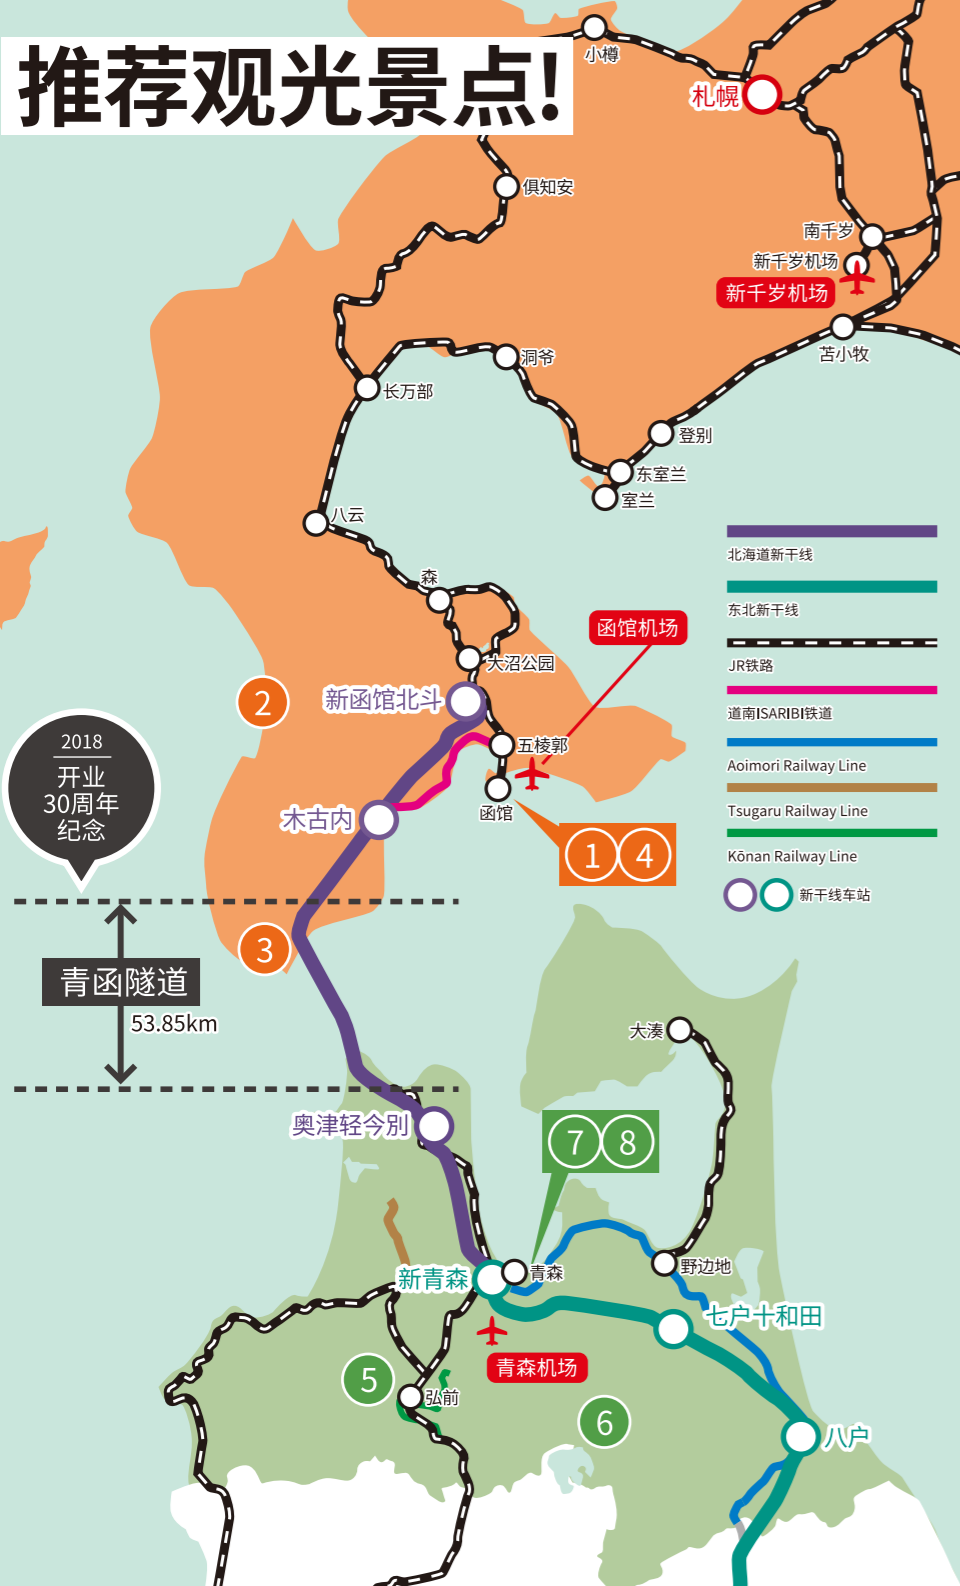 推荐观光景点!
小樽
札幌
俱知安
南千岁
新千岁机场
新千岁机场
苫小牧
洞爷
长万部
登别
东室兰
室兰
八云
北海道新干线
森
东北新干线
函馆机场
大沼公园
JR铁路
2
新函馆北斗
道南ISARIBI铁道
2018
开业
30周年
纪念
五棱郭
Aoimori Railway Line
函馆
木古内
Tsugaru Railway Line
1
4
Kōnan Railway Line
新干线车站
3
青函隧道
53.85km
大湊
奥津轻今别
7
8
新青森
青森
野边地
七户十和田
青森机场
5
弘前
6
八户